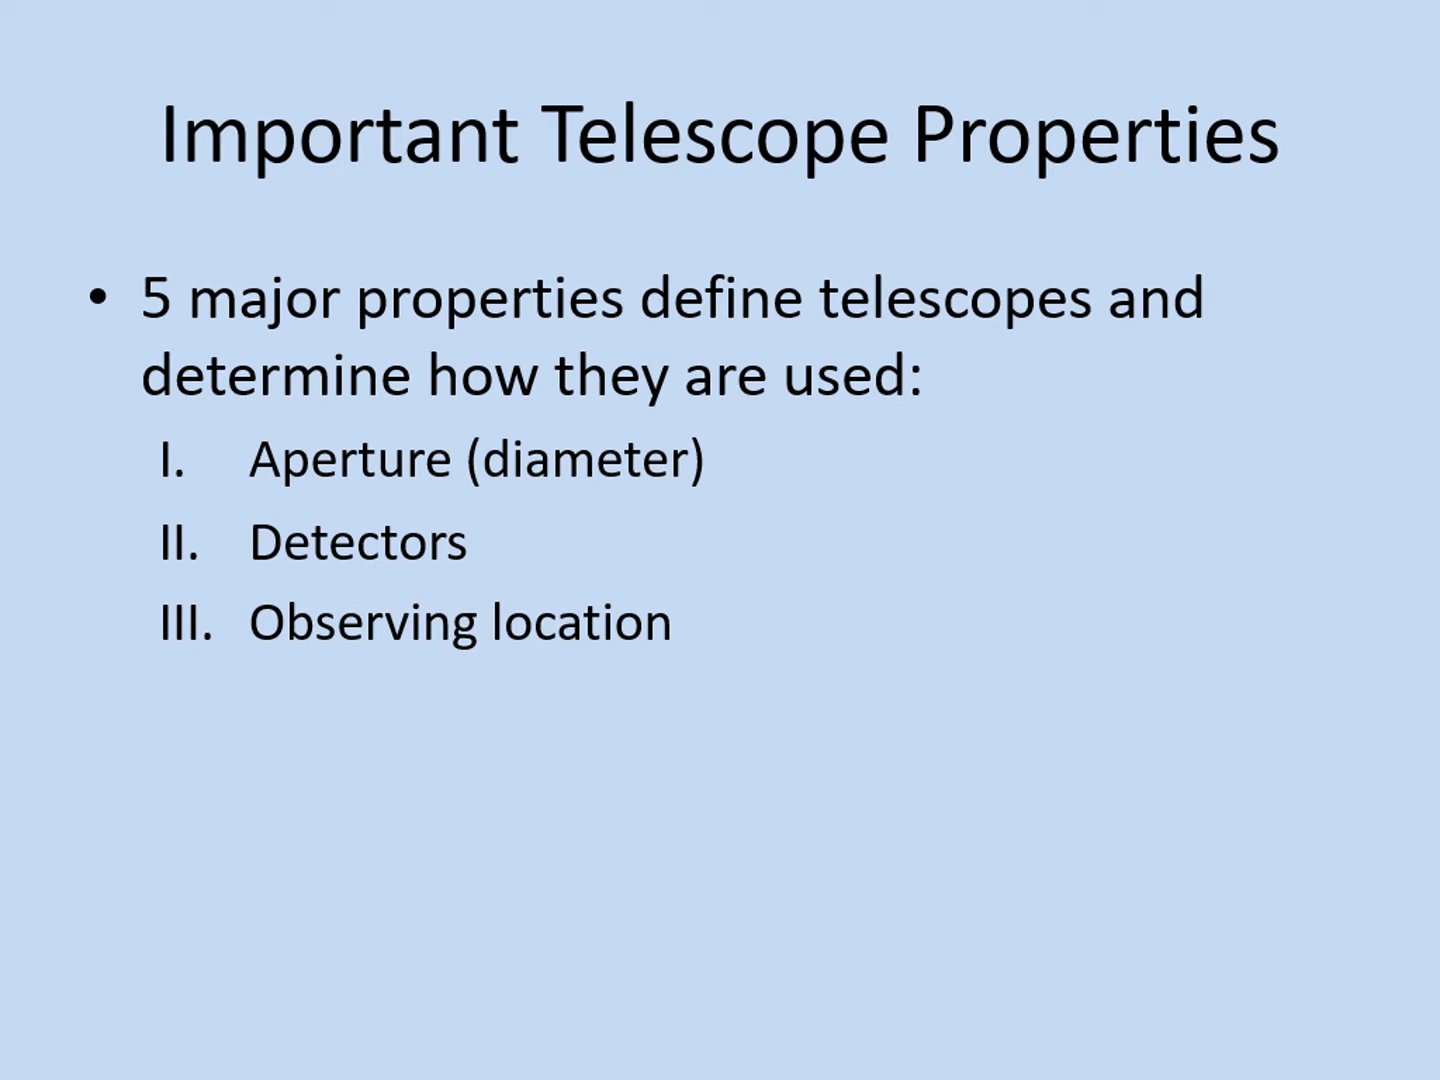 Important Telescope Properties
• 5 major properties define telescopes and
determine how they are used:
I. Aperture (diameter)
II. Detectors
III. Observing location